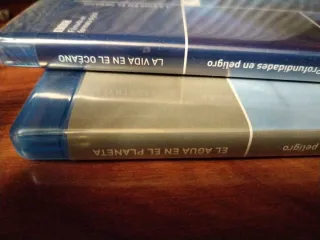 LA VIDA EN EL OCÉANO
Profundidades en peligro
EL AGUA EN EL PLANETA
peligro